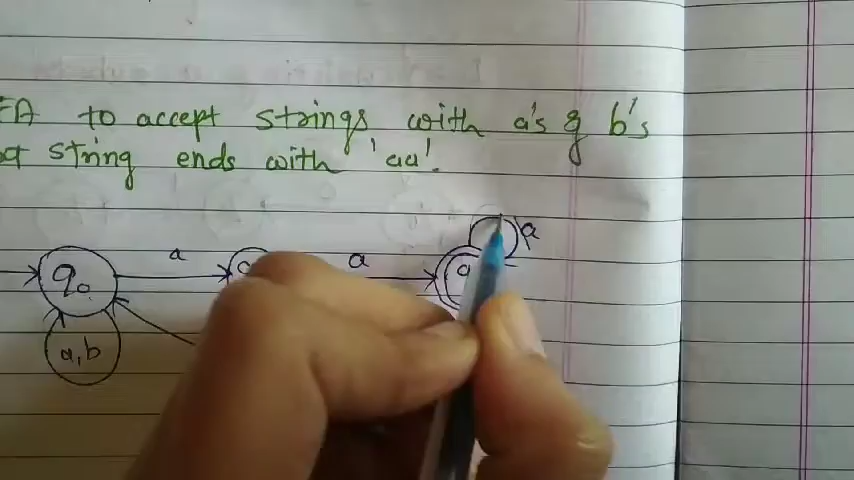 FA to accept strings with a's & b's
string ends with 'aa'.
a
a
a
q₀
a,b